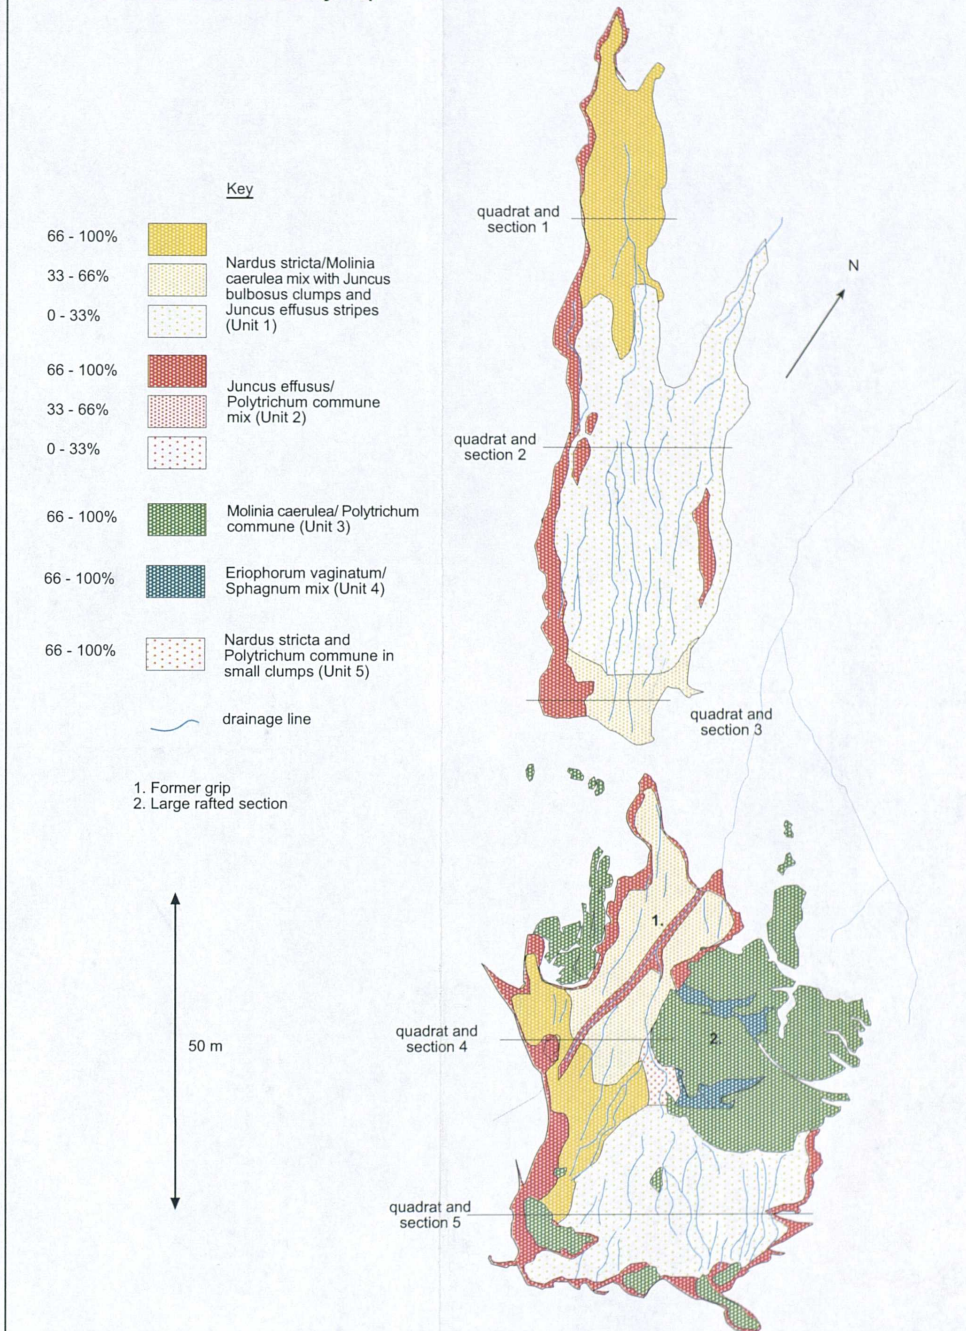 Key
66 - 100%
33 - 66%
0 - 33%
Nardus stricta/Molinia
caerulea mix with Juncus
bulbosus clumps and
Juncus effusus stripes
(Unit 1)
66 - 100%
33 - 66%
0 - 33%
Juncus effusus/
Polytrichum commune
mix (Unit 2)
66 - 100%
Molinia caerulea/ Polytrichum
commune (Unit 3)
66 - 100%
Eriophorum vaginatum/
Sphagnum mix (Unit 4)
66 - 100%
Nardus stricta and
Polytrichum commune in
small clumps (Unit 5)
drainage line
1. Former grip
2. Large rafted section
50 m
quadrat and
section 1
N
quadrat and
section 2
quadrat and
section 3
1.
quadrat and
section 4
2.
quadrat and
section 5